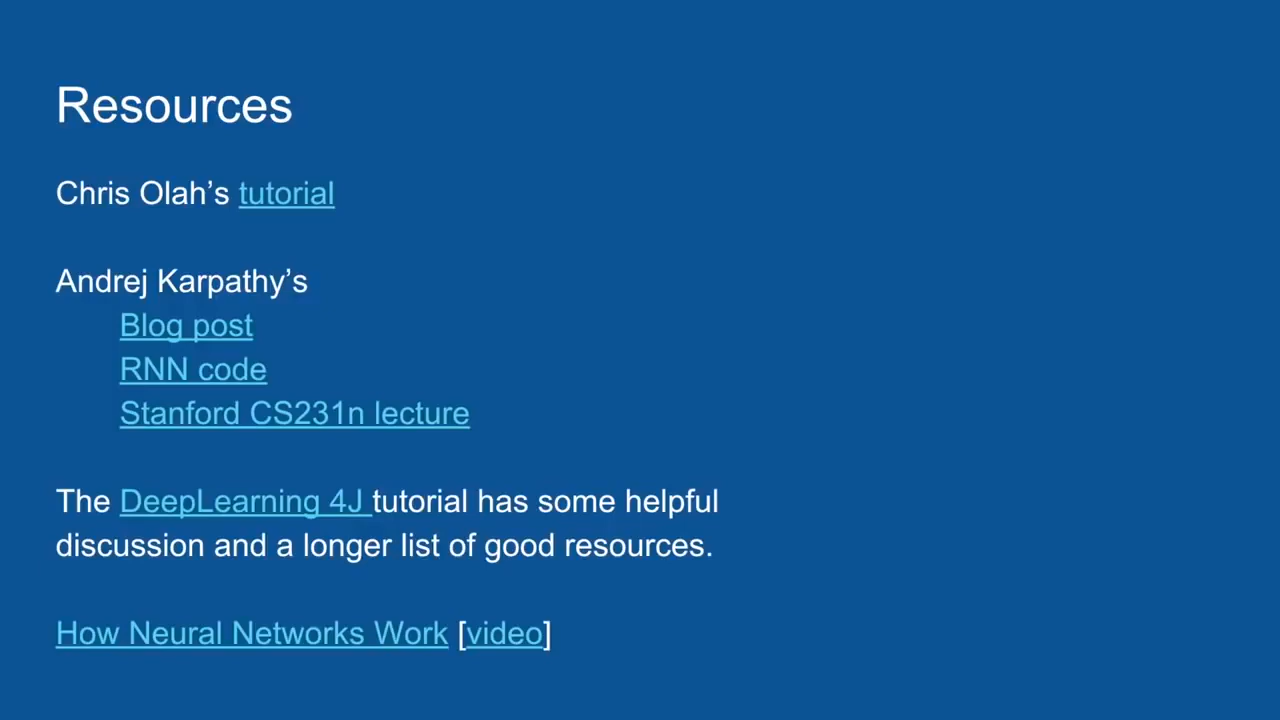 Resources
Chris Olah’s tutorial
Andrej Karpathy’s
Blog post
RNN code
Stanford CS231n lecture
The DeepLearning 4J tutorial has some helpful
discussion and a longer list of good resources.
How Neural Networks Work [video]